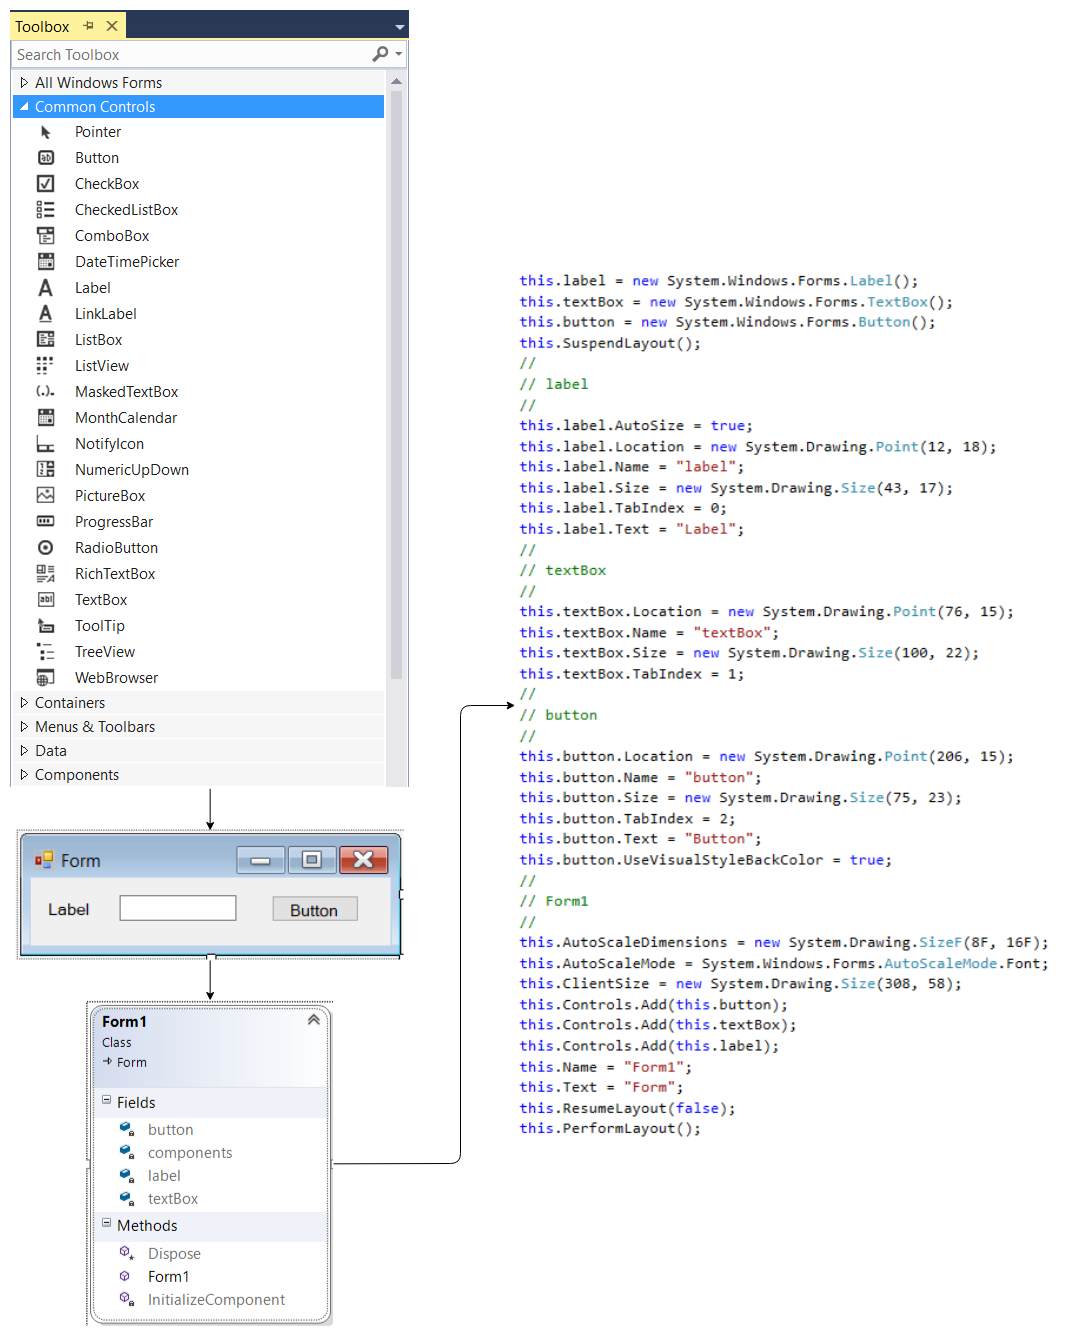 Toolbox
Search Toolbox
All Windows Forms
Common Controls
Pointer
Button
CheckBox
CheckedListBox
ComboBox
DateTimePicker
Label
LinkLabel
ListBox
ListView
MaskedTextBox
MonthCalendar
NotifyIcon
NumericUpDown
PictureBox
ProgressBar
RadioButton
RichTextBox
TextBox
ToolTip
TreeView
WebBrowser
Containers
Menus & Toolbars
Data
Components
Form
Label
Button
Form1
Class
Form
Fields
button
components
label
textBox
Methods
Dispose
Form1
InitializeComponent
this.label = new System.Windows.Forms.Label();
this.textBox = new System.Windows.Forms.TextBox();
this.button = new System.Windows.Forms.Button();
this.SuspendLayout();
//
// label
//
this.label.AutoSize = true;
this.label.Location = new System.Drawing.Point(12, 18);
this.label.Name = "label";
this.label.Size = new System.Drawing.Size(43, 17);
this.label.TabIndex = 0;
this.label.Text = "Label";
//
// textBox
//
this.textBox.Location = new System.Drawing.Point(76, 15);
this.textBox.Name = "textBox";
this.textBox.Size = new System.Drawing.Size(100, 22);
this.textBox.TabIndex = 1;
//
// button
//
this.button.Location = new System.Drawing.Point(206, 15);
this.button.Name = "button";
this.button.Size = new System.Drawing.Size(75, 23);
this.button.TabIndex = 2;
this.button.Text = "Button";
this.button.UseVisualStyleBackColor = true;
//
// Form1
//
this.AutoScaleDimensions = new System.Drawing.SizeF(8F, 16F);
this.AutoScaleMode = System.Windows.Forms.AutoScaleMode.Font;
this.ClientSize = new System.Drawing.Size(308, 58);
this.Controls.Add(this.button);
this.Controls.Add(this.textBox);
this.Controls.Add(this.label);
this.Name = "Form1";
this.Text = "Form";
this.ResumeLayout(false);
this.PerformLayout();